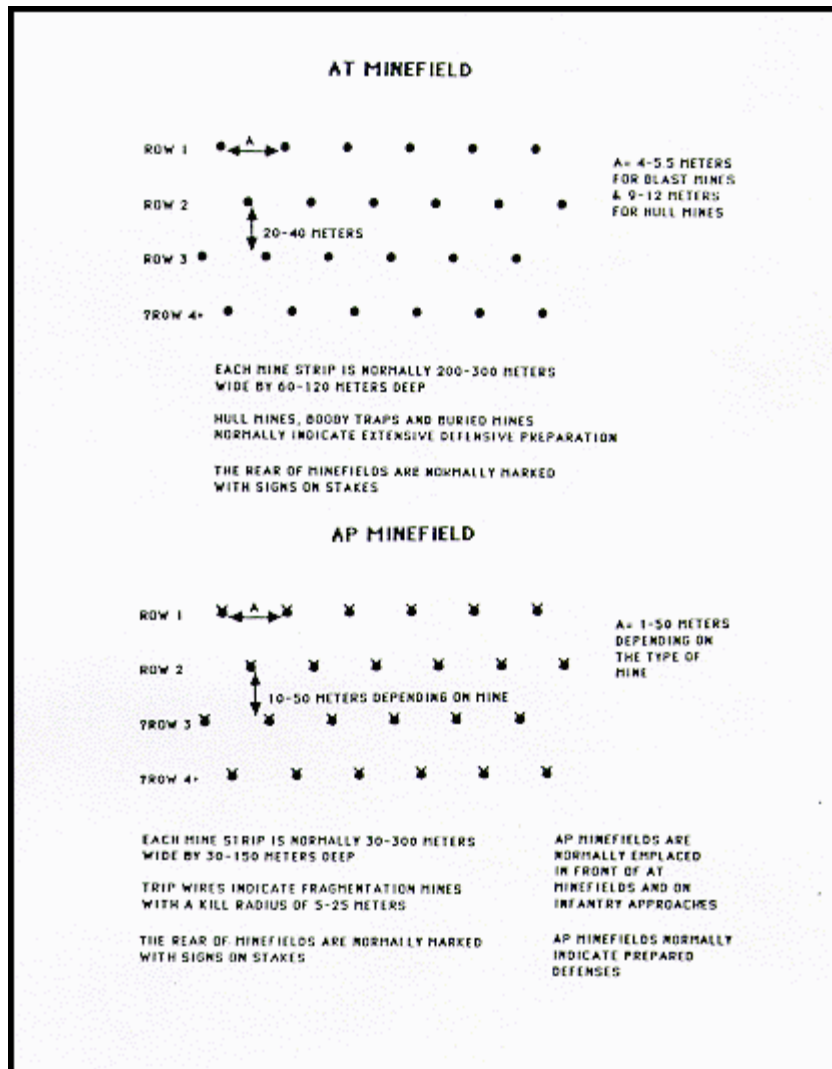 AT MINEFIELD
ROW 1
A
A= 4-5.5 METERS
FOR BLAST MINES
& 9-12 METERS
FOR HULL MINES
ROW 2
20-40 METERS
ROW 3
?ROW 4+
EACH MINE STRIP IS NORMALLY 200-300 METERS
WIDE BY 60-120 METERS DEEP
HULL MINES, BOOBY TRAPS AND BURIED MINES
NORMALLY INDICATE EXTENSIVE DEFENSIVE PREPARATION
THE REAR OF MINEFIELDS ARE NORMALLY MARKED
WITH SIGNS ON STAKES
AP MINEFIELD
ROW 1
A
A= 1-50 METERS
DEPENDING ON
THE TYPE OF
MINE
ROW 2
10-50 METERS DEPENDING ON MINE
?ROW 3
?ROW 4+
EACH MINE STRIP IS NORMALLY 30-300 METERS
WIDE BY 30-150 METERS DEEP
TRIP WIRES INDICATE FRAGMENTATION MINES
WITH A KILL RADIUS OF 5-25 METERS
THE REAR OF MINEFIELDS ARE NORMALLY MARKED
WITH SIGNS ON STAKES
AP MINEFIELDS ARE
NORMALLY EMPLACED
IN FRONT OF AT
MINEFIELDS AND ON
INFANTRY APPROACHES
AP MINEFIELDS NORMALLY
INDICATE PREPARED
DEFENSES